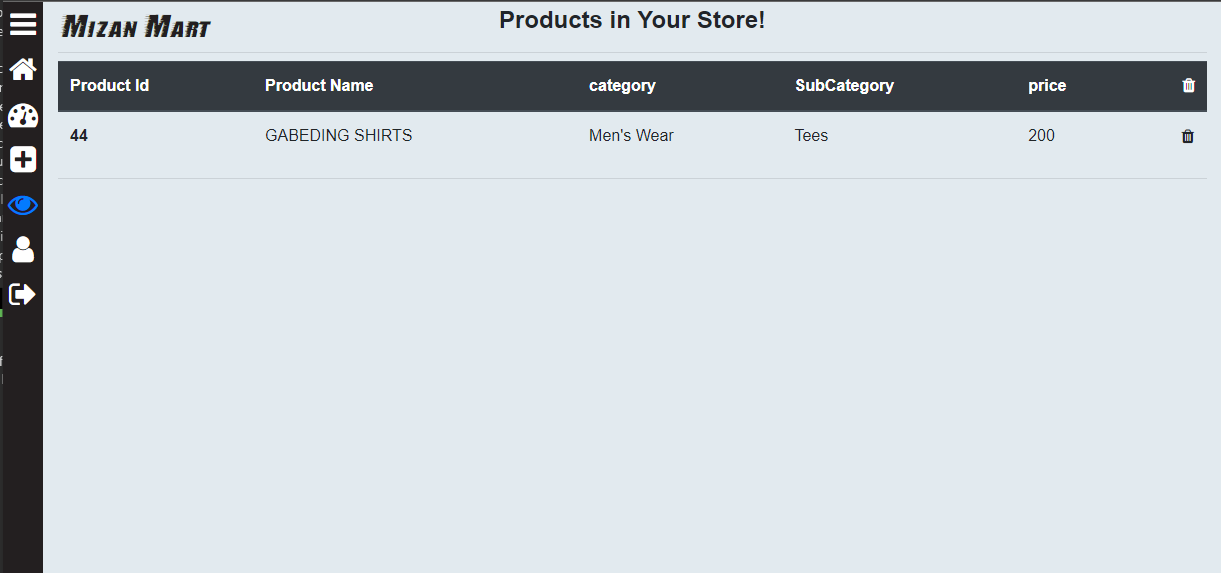 Mizan Mart
Products in Your Store!
Product Id Product Name category SubCategory price
44 GABEDING SHIRTS Men's Wear Tees 200